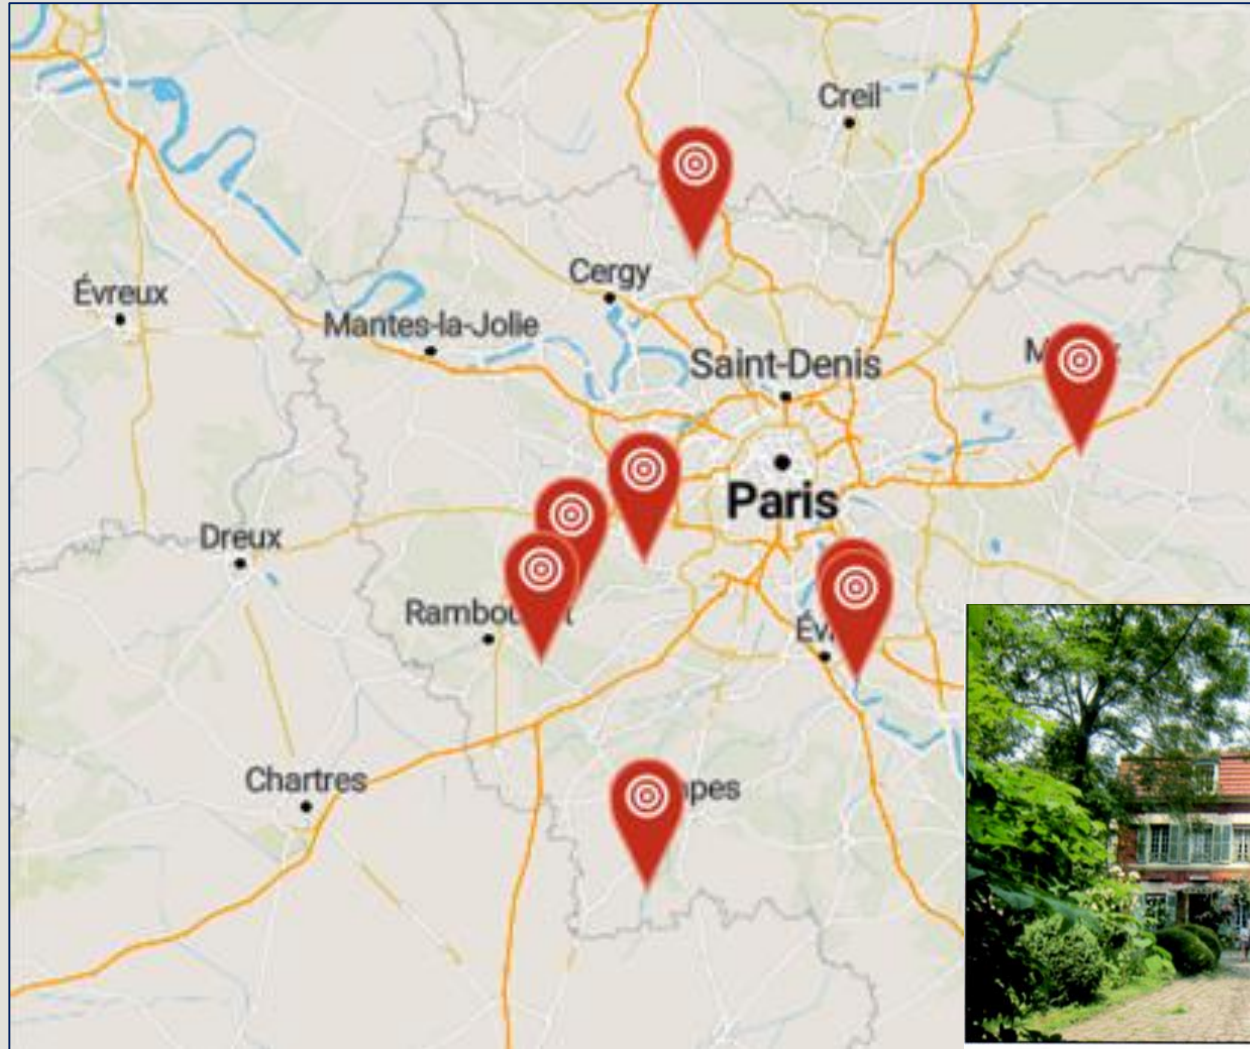 Creil
Cergy
Évreux
Mantes-la-Jolie
Saint-Denis
Paris
Dreux
Chartres